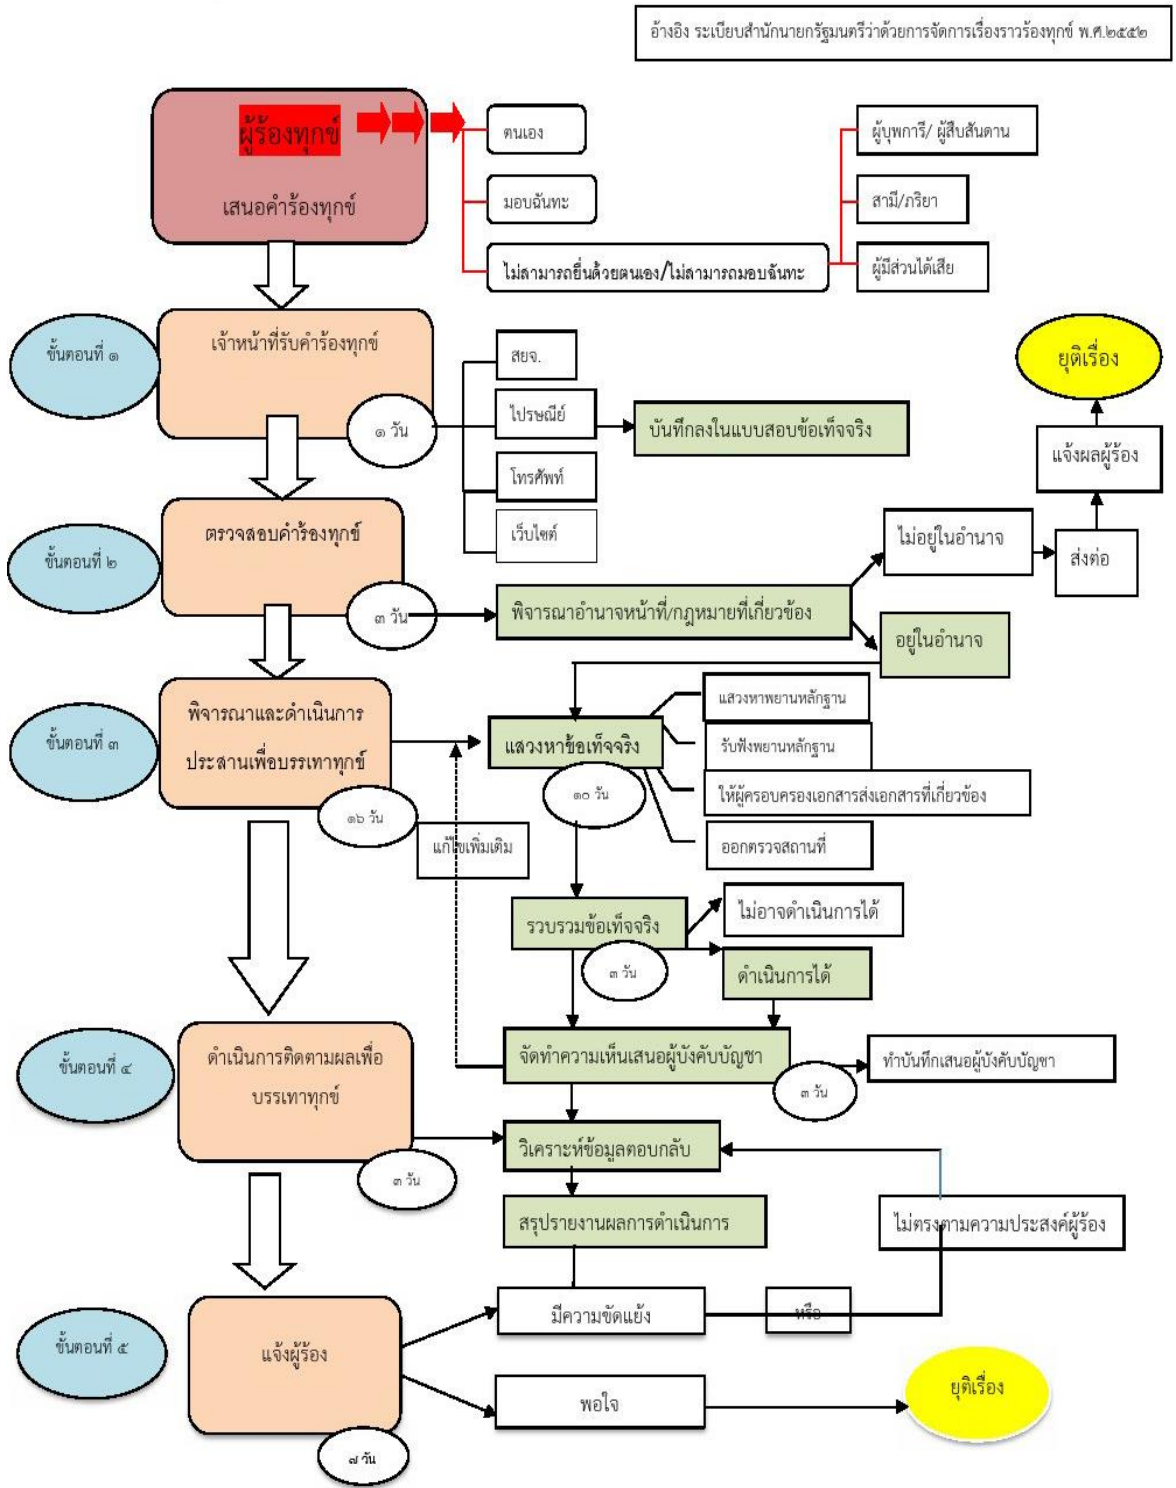 อ้างอิง ระเบียบสำนักนายกรัฐมนตรีว่าด้วยการจัดการเรื่องราวร้องทุกข์ พ.ศ.๒๕๕๒
ผู้ร้องทุกข์
เสนอคำร้องทุกข์
ตนเอง
มอบฉันทะ
ไม่สามารถยื่นด้วยตนเอง/ไม่สามารถมอบฉันทะ
ผู้บุพการี/ ผู้สืบสันดาน
สามี/ภริยา
ผู้มีส่วนได้เสีย
ขั้นตอนที่ ๑
เจ้าหน้าที่รับคำร้องทุกข์
๑ วัน
สยจ.
ไปรษณีย์
โทรศัพท์
เว็บไซต์
บันทึกลงในแบบสอบข้อเท็จจริง
ยุติเรื่อง
แจ้งผลผู้ร้อง
ส่งต่อ
ไม่อยู่ในอำนาจ
ขั้นตอนที่ ๒
ตรวจสอบคำร้องทุกข์
๓ วัน
พิจารณาอำนาจหน้าที่/กฎหมายที่เกี่ยวข้อง
อยู่ในอำนาจ
ขั้นตอนที่ ๓
พิจารณาและดำเนินการ
ประสานเพื่อบรรเทาทุกข์
๑๖ วัน
แสวงหาข้อเท็จจริง
๑๐ วัน
แสวงหาพยานหลักฐาน
รับฟังพยานหลักฐาน
ให้ผู้ครอบครองเอกสารส่งเอกสารที่เกี่ยวข้อง
ออกตรวจสถานที่
แก้ไขเพิ่มเติม
รวบรวมข้อเท็จจริง
๓ วัน
ไม่อาจดำเนินการได้
ดำเนินการได้
ขั้นตอนที่ ๔
ดำเนินการติดตามผลเพื่อ
บรรเทาทุกข์
๓ วัน
จัดทำความเห็นเสนอผู้บังคับบัญชา
๓ วัน
ทำบันทึกเสนอผู้บังคับบัญชา
วิเคราะห์ข้อมูลตอบกลับ
สรุปรายงานผลการดำเนินการ
ไม่ตรงตามความประสงค์ผู้ร้อง
ขั้นตอนที่ ๕
แจ้งผู้ร้อง
๗ วัน
มีความขัดแย้ง
หรือ
พอใจ
ยุติเรื่อง